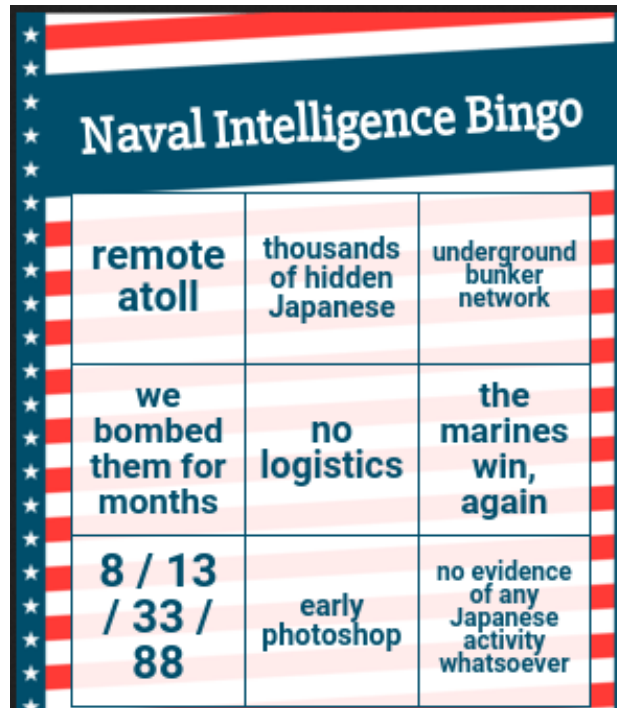 Naval Intelligence Bingo
remote
atoll
thousands
of hidden
Japanese
underground
bunker
network
we
bombed
them for
months
no
logistics
the
marines
win,
again
8 / 13
/ 33 /
88
early
photoshop
no evidence
of any
Japanese
activity
whatsoever